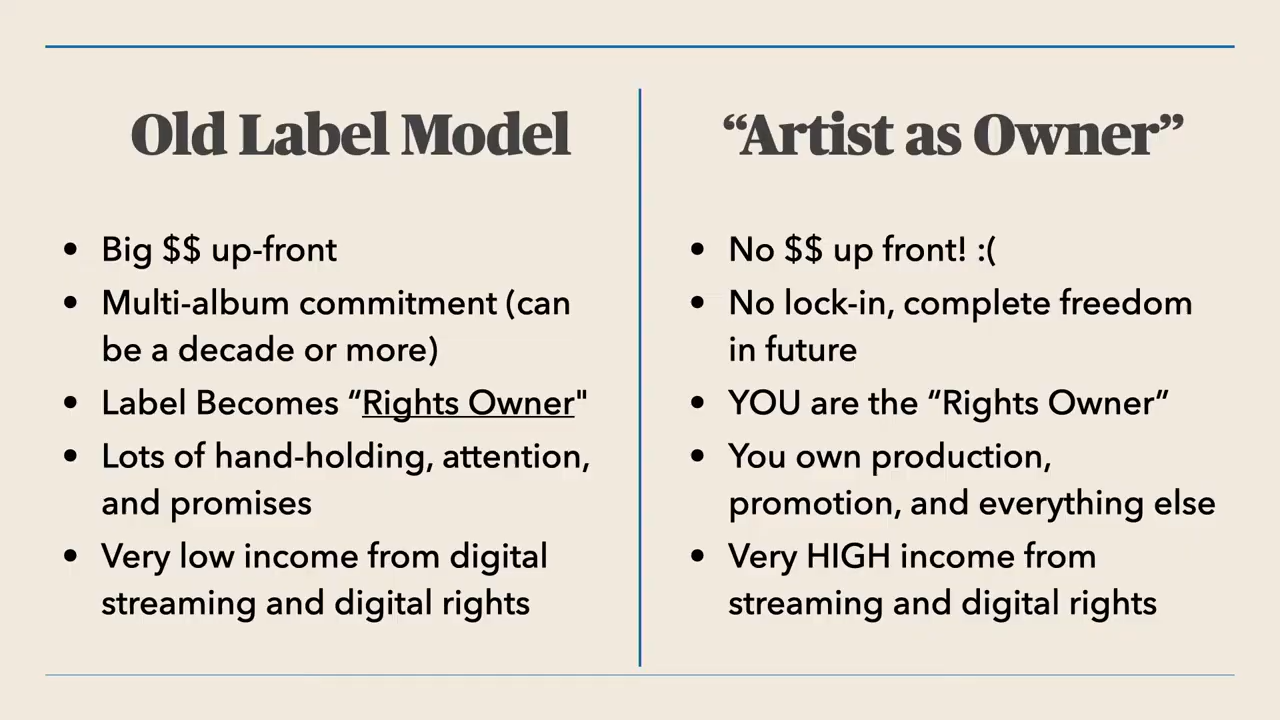 Old Label Model
• Big $$ up-front
• Multi-album commitment (can
be a decade or more)
• Label Becomes “Rights Owner"
• Lots of hand-holding, attention,
and promises
• Very low income from digital
streaming and digital rights
“Artist as Owner”
• No $$ up front! :(
• No lock-in, complete freedom
in future
• YOU are the “Rights Owner”
• You own production,
promotion, and everything else
• Very HIGH income from
streaming and digital rights